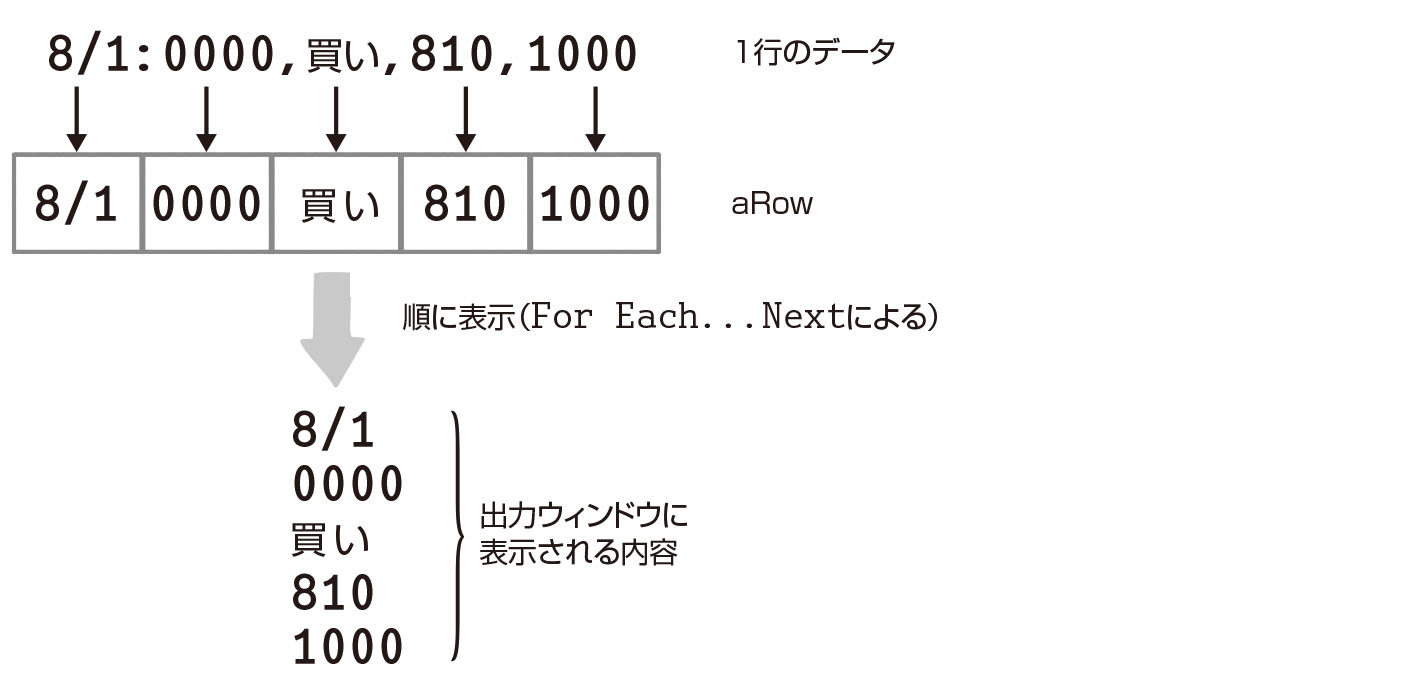 8/1:0000,買い,810,1000 1行のデータ
8/1 0000 買い 810 1000 aRow
順に表示(For Each...Nextによる)
8/1
0000
買い
810
1000
出力ウィンドウに
表示される内容